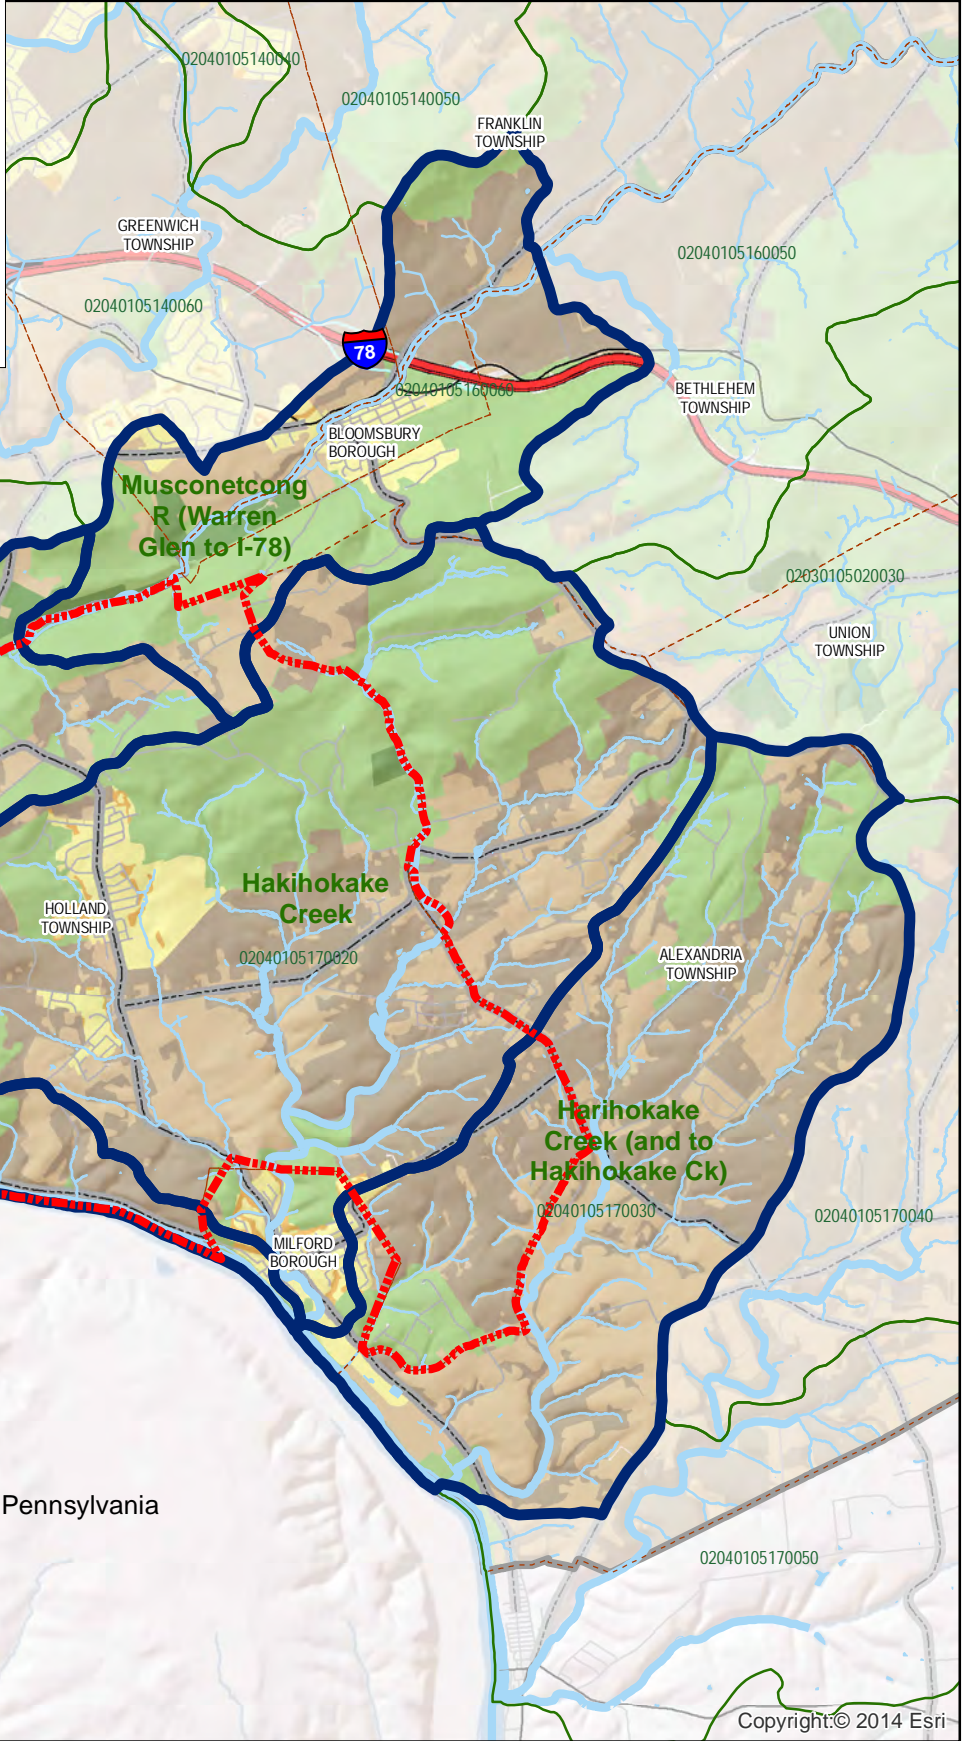 02040105140040
02040105140050
FRANKLIN
TOWNSHIP
GREENWICH
TOWNSHIP
02040105160050
02040105140060
78
02040105160060
BETHLEHEM
TOWNSHIP
BLOOMSBURY
BOROUGH
Musconetcong
R (Warren
Glen to I-78)
02030105020030
UNION
TOWNSHIP
Hakihokake
Creek
HOLLAND
TOWNSHIP
02040105170020
ALEXANDRIA
TOWNSHIP
Harihokake
Creek (and to
Hakihokake Ck)
02040105170030
02040105170040
MILFORD
BOROUGH
Pennsylvania
02040105170050
Copyright:© 2014 Esri